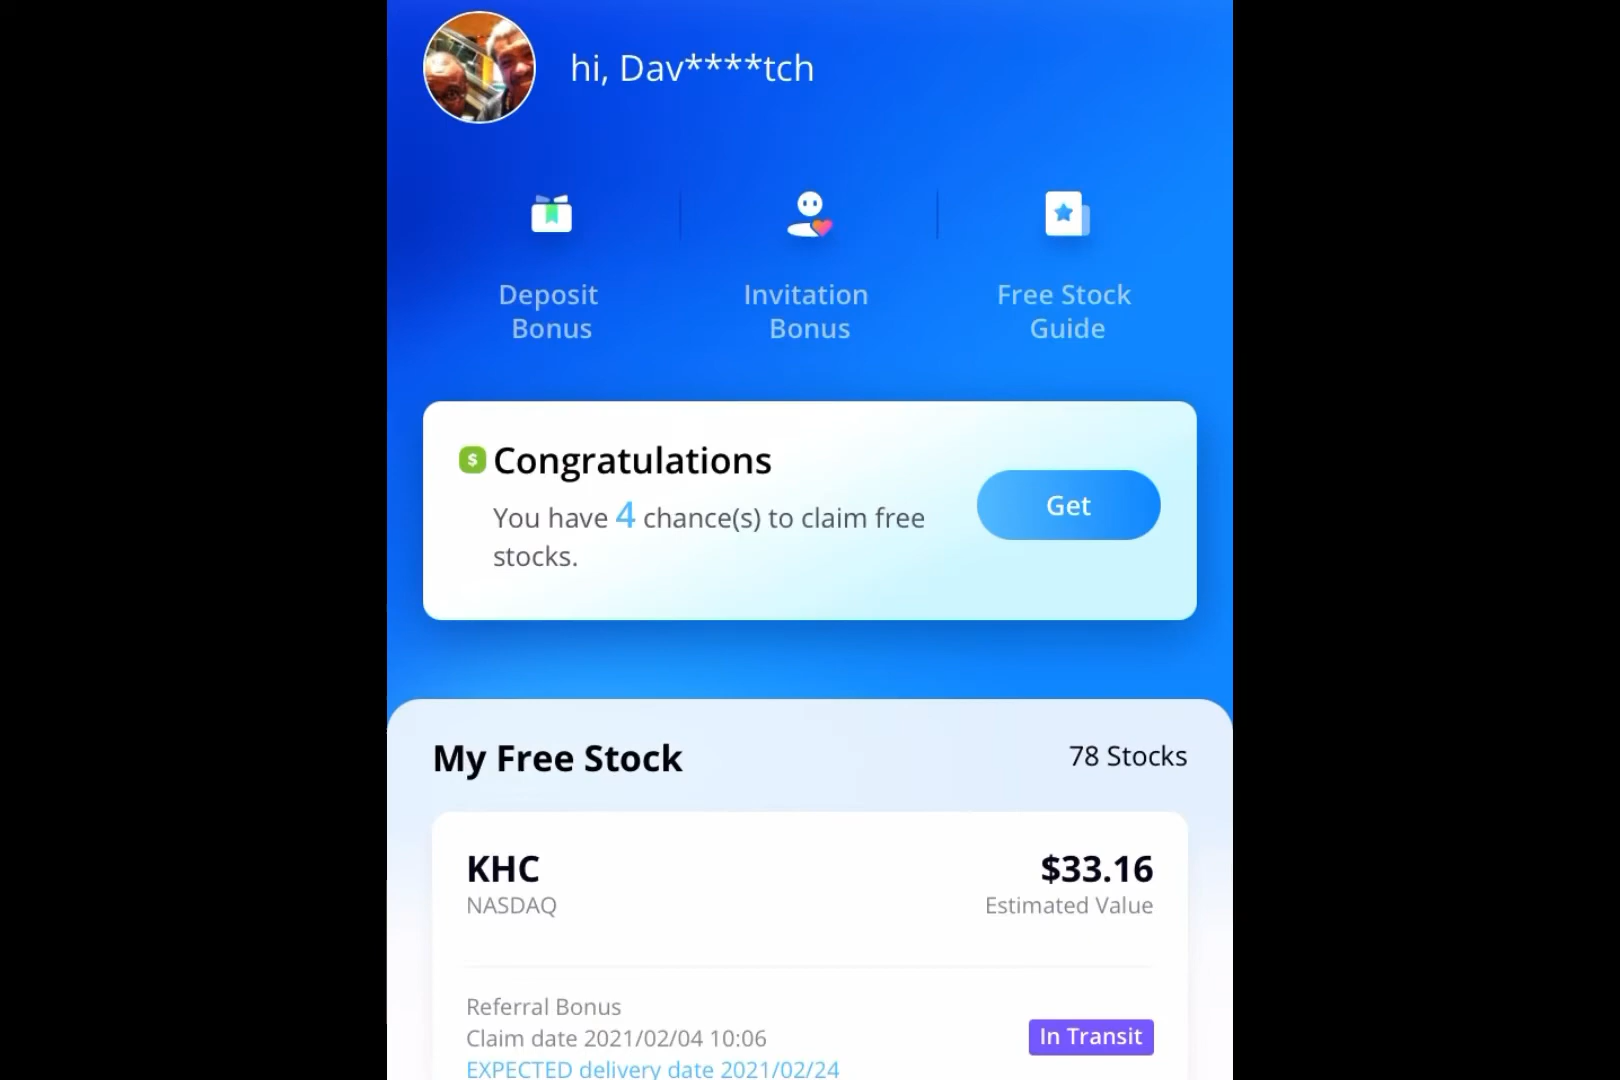 hi, Dav****tch
Deposit
Bonus
Invitation
Bonus
Free Stock
Guide
$ Congratulations
You have 4 chance(s) to claim free
stocks.
Get
My Free Stock
78 Stocks
KHC
$33.16
NASDAQ
Estimated Value
Referral Bonus
Claim date 2021/02/04 10:06
In Transit
EXPECTED delivery date 2021/02/24